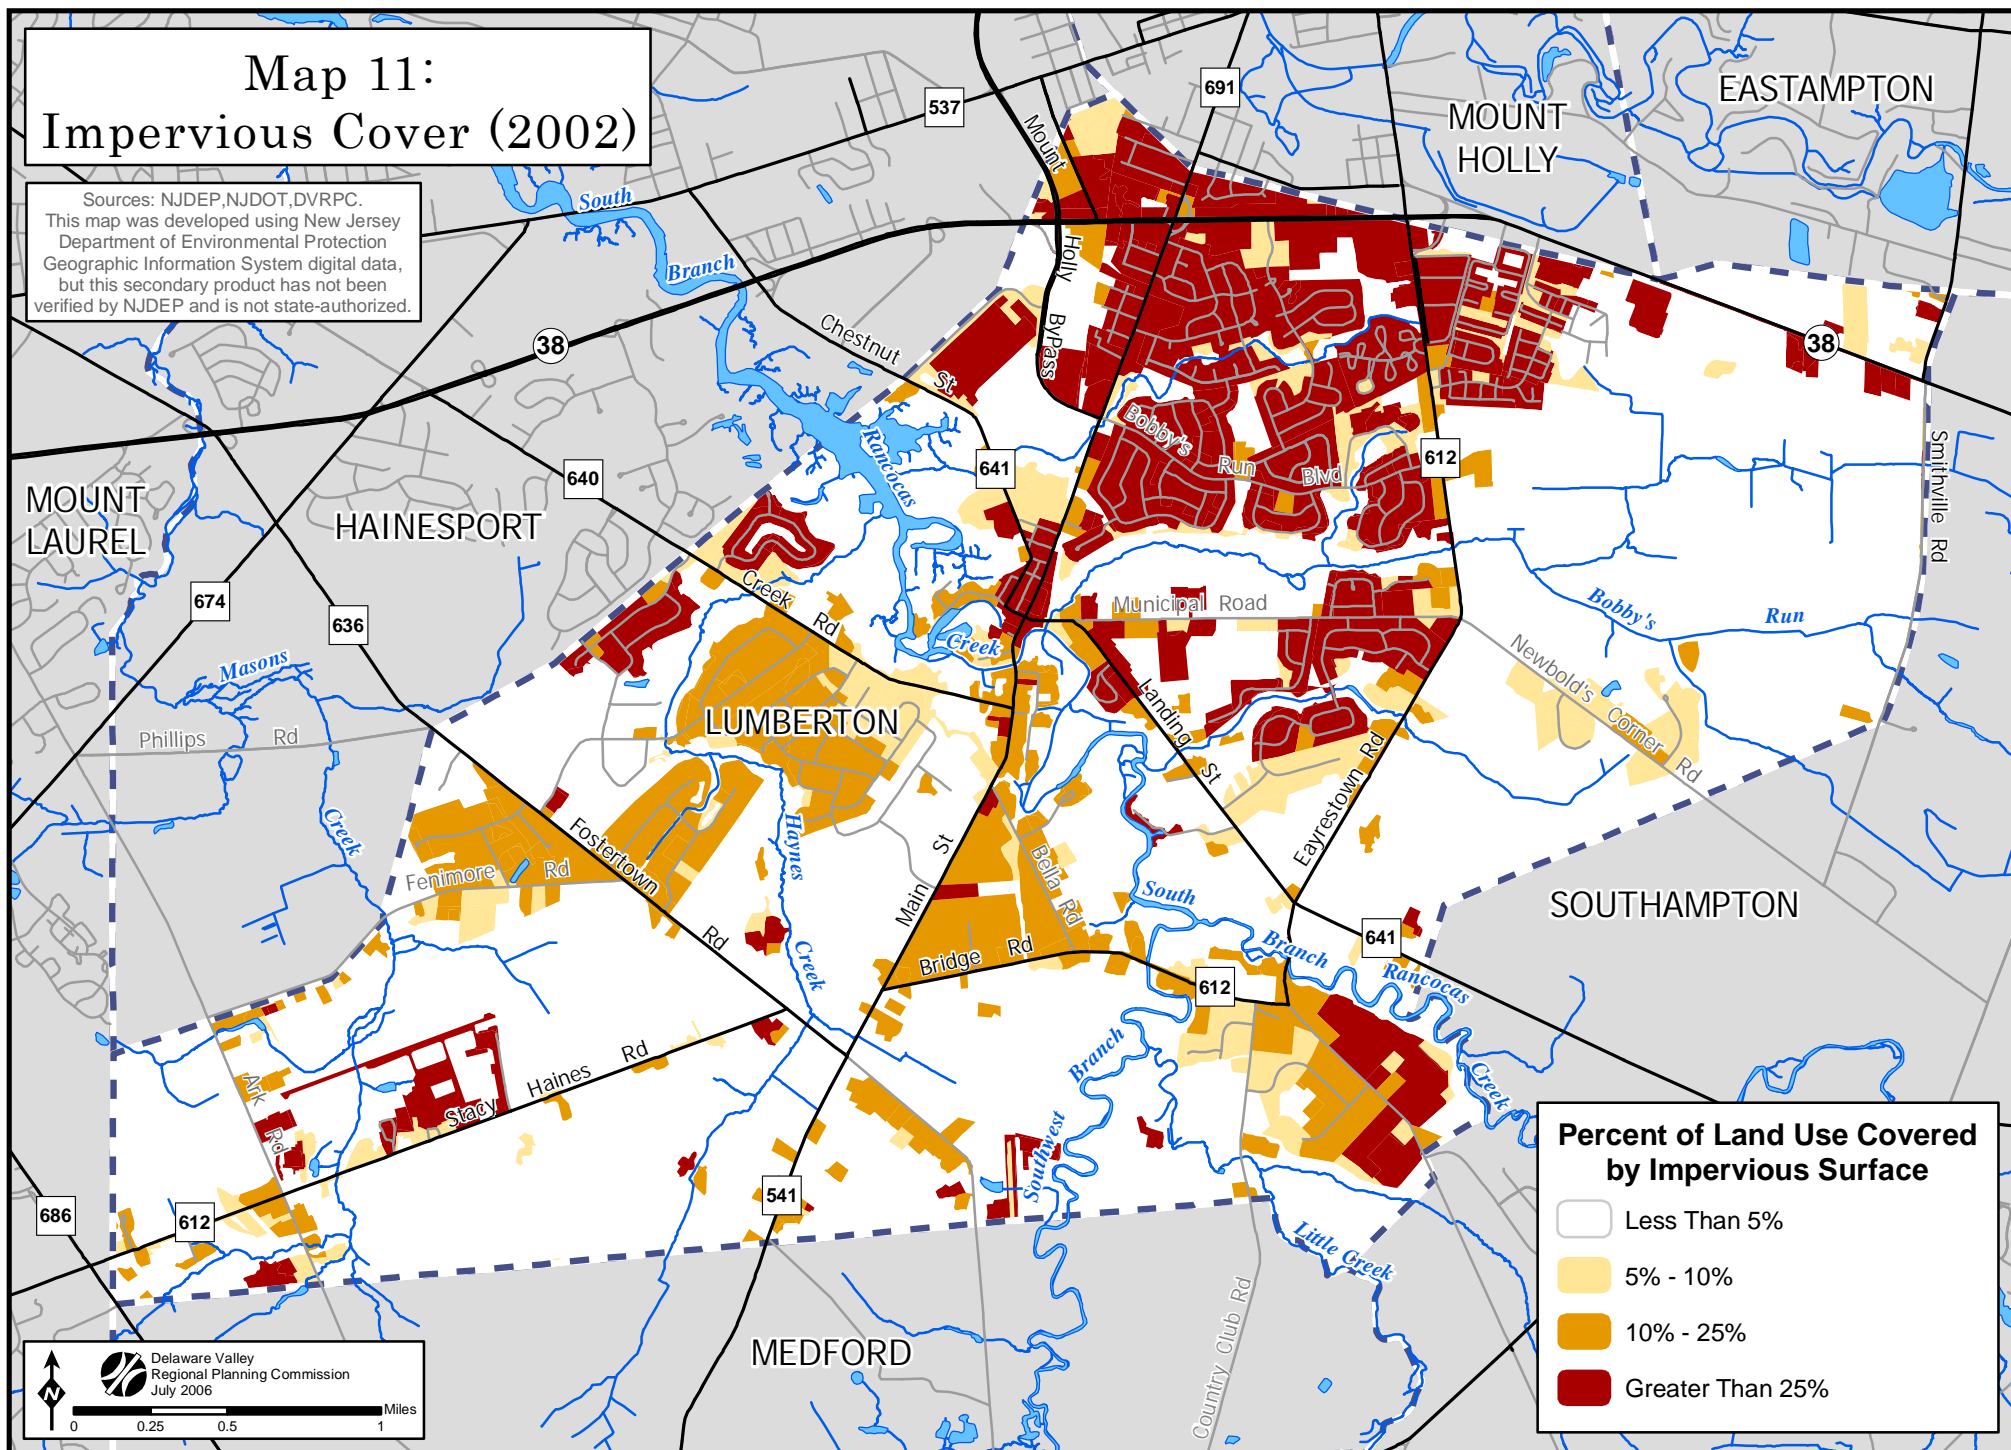 Map 11:
Impervious Cover (2002)
Sources: NJDEP,NJDOT,DVRPC.
This map was developed using New Jersey
Department of Environmental Protection
Geographic Information System digital data,
but this secondary product has not been
verified by NJDEP and is not state-authorized.
EASTAMPTON
MOUNT
HOLLY
691
537
Mount
Holly
ByPass
South
Branch
Rancocas
Creek
38
38
Chestnut
St
641
640
Bobby's
Run
Blvd
612
Smithville Rd
MOUNT
LAUREL
HAINESPORT
674
636
Creek
Rd
Municipal Road
Bobby's
Run
Newbold's
Corner
Rd
Masons
Creek
Phillips
Rd
LUMBERTON
Landing
St
Eayrestown
Rd
Haynes
Creek
Fostertown
Rd
Fenimore
Rd
Main
St
Bella
Rd
Bridge
Rd
South
Branch
Rancocas
Creek
641
SOUTHAMPTON
612
Branch
Southwest
Ark
Rd
Stacy
Haines
Rd
541
686
612
Little Creek
MEDFORD
Country Club Rd
Percent of Land Use Covered
by Impervious Surface
Less Than 5%
5% - 10%
10% - 25%
Greater Than 25%
N
Delaware Valley
Regional Planning Commission
July 2006
Miles
0
0.25
0.5
1